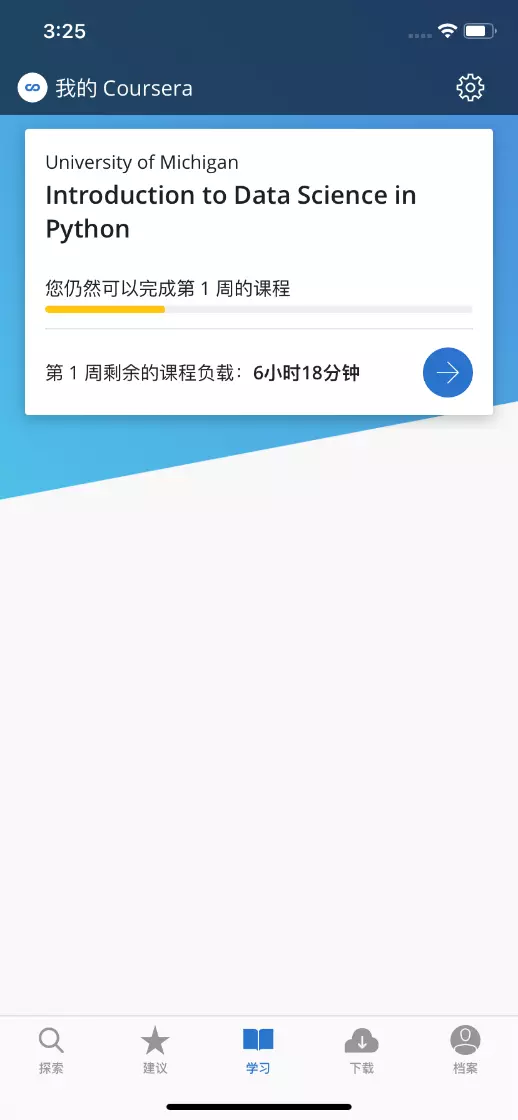 3:25
我的 Coursera
University of Michigan
Introduction to Data Science in
Python
您仍然可以完成第 1 周的课程
第 1 周剩余的课程负载：6小时18分钟
探索
建议
学习
下载
档案